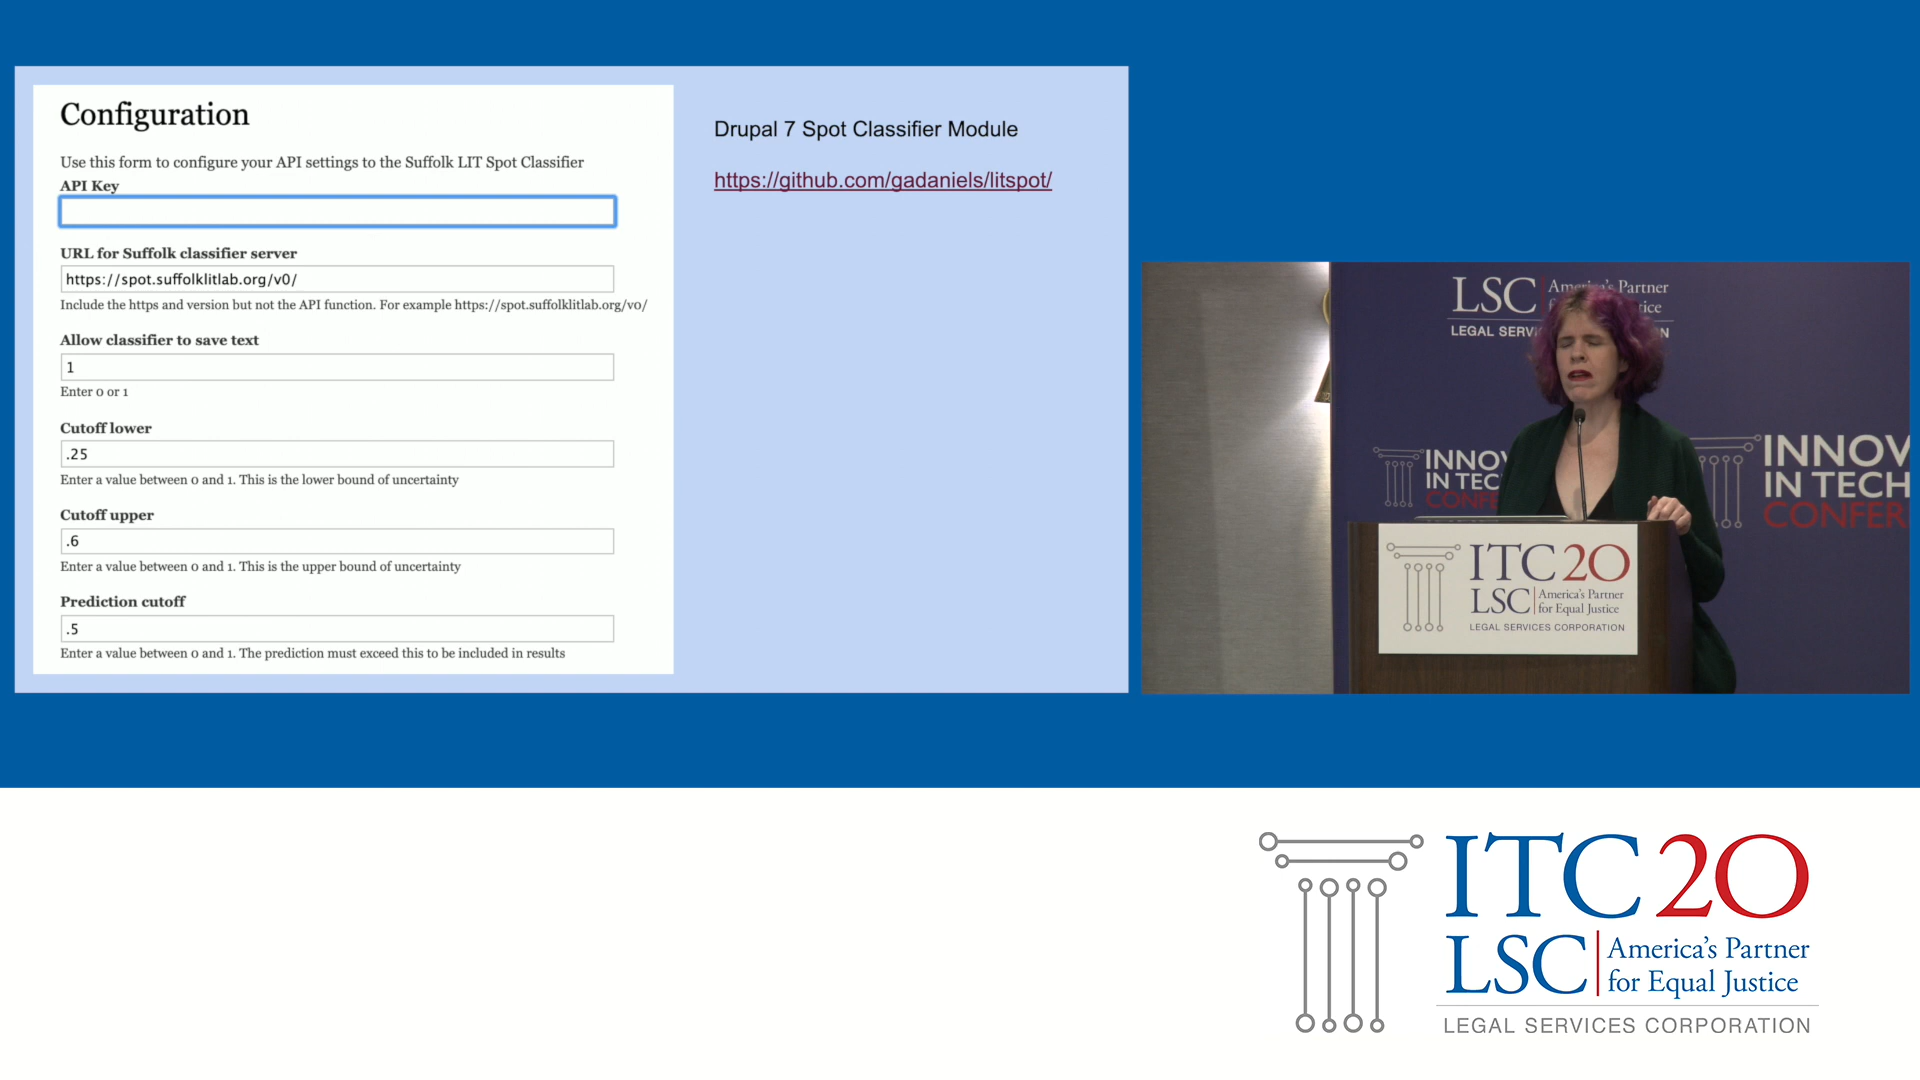 Configuration
Use this form to configure your API settings to the Suffolk LIT Spot Classifier
API Key
URL for Suffolk classifier server
https://spot.suffolklitlab.org/v0/
Include the https and version but not the API function. For example https://spot.suffolklitlab.org/v0/
Allow classifier to save text
1
Enter 0 or 1
Cutoff lower
.25
Enter a value between 0 and 1. This is the lower bound of uncertainty
Cutoff upper
.6
Enter a value between 0 and 1. This is the upper bound of uncertainty
Prediction cutoff
.5
Enter a value between 0 and 1. The prediction must exceed this to be included in results
Drupal 7 Spot Classifier Module
https://github.com/gadaniels/litspot/
LSC America's Partner
LEGAL
INNOV
IN TECH
CONFER
IN TEC
ITC 20
LSC America's Partner
for Equal Justice
LEGAL SERVICES CORPORATION
ITC 20
LSC America's Partner
for Equal Justice
LEGAL SERVICES CORPORATION